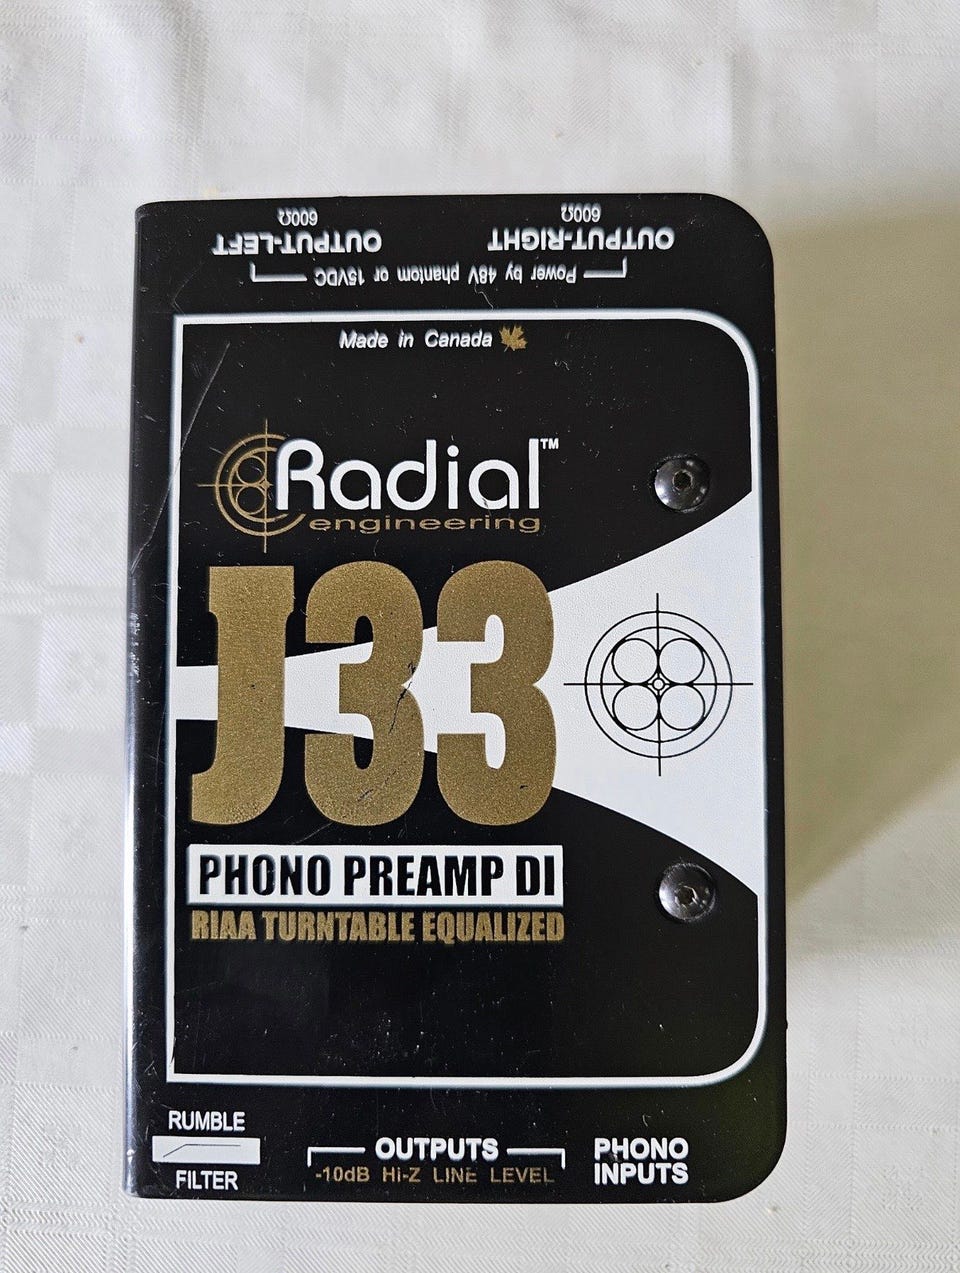 600Ω 600Ω
OUTPUT-LEFT OUTPUT-RIGHT
Power by 48V phantom or 15VDC
Made in Canada
Radial™
engineering
J33
PHONO PREAMP DI
RIAA TURNTABLE EQUALIZED
RUMBLE
FILTER
OUTPUTS
-10dB Hi-Z LINE LEVEL
PHONO
INPUTS